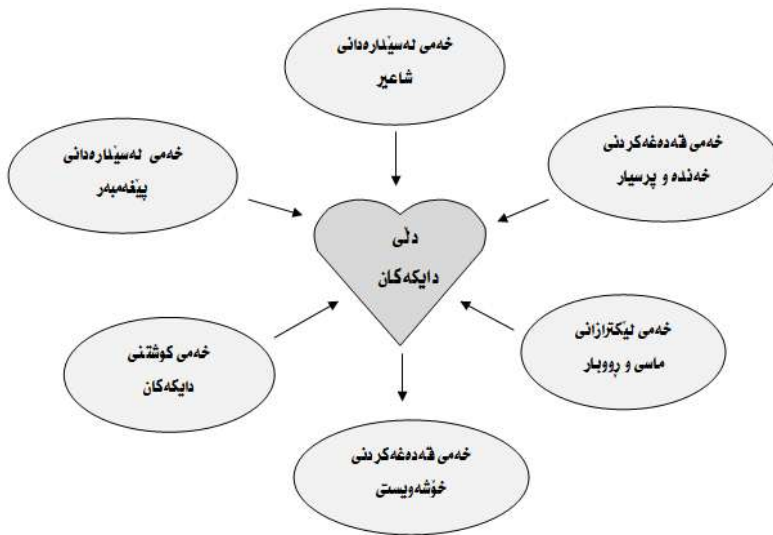 خەمی لەسێدارەدانی
شاعیر
خەمی قەدەغەکردنی
خەندە و پرسیار
خەمی لەسێدارەدانی
پێغەمبەر
دڵی
دایکەکان
خەمی لێکترازانی
ماسی و ڕووبار
خەمی کوشتنی
دایکەکان
خەمی قەدەغەکردنی
خۆشەویستی